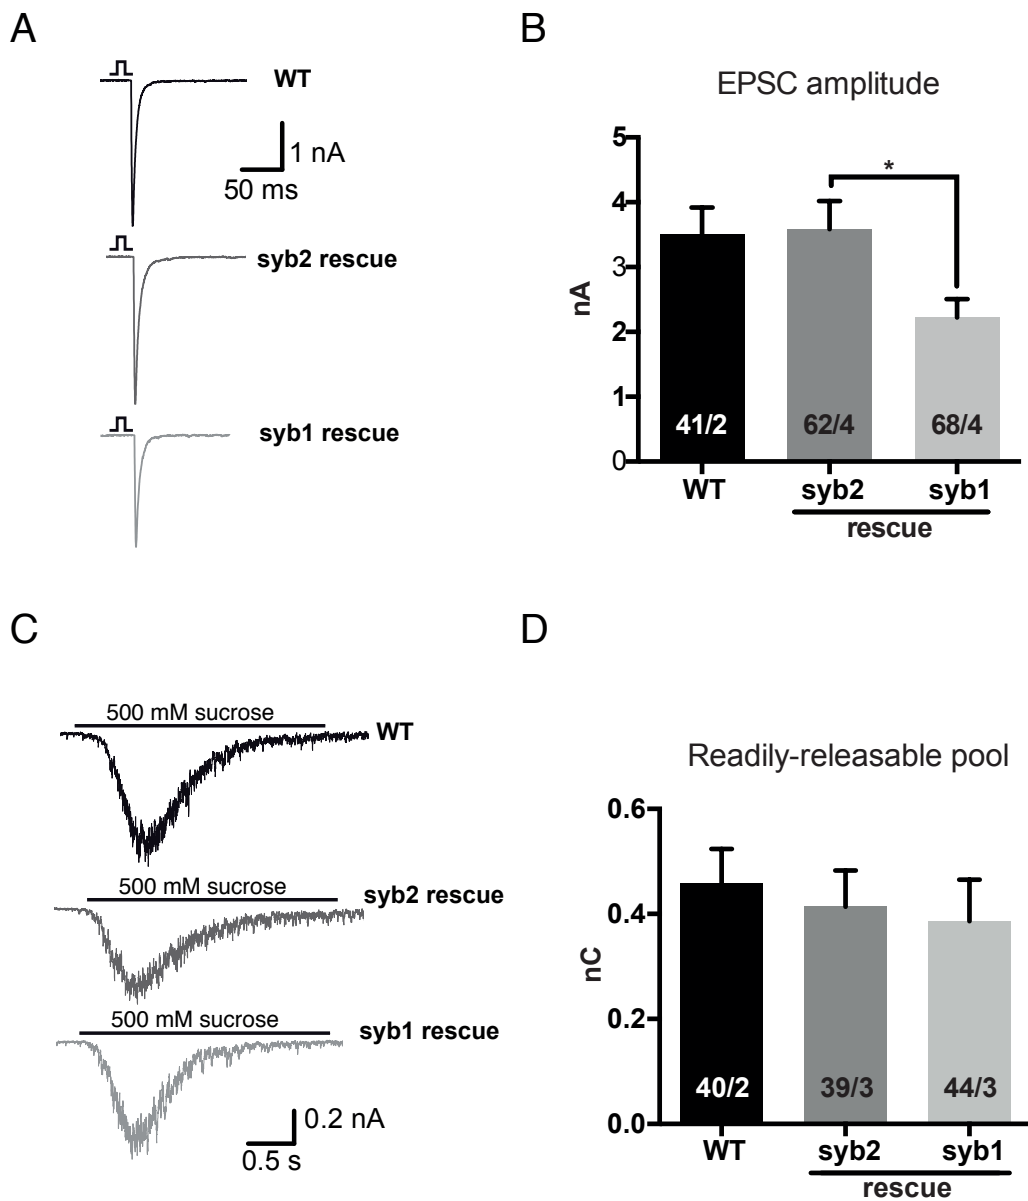 A
WT
1 nA
50 ms
syb2 rescue
syb1 rescue
B
EPSC amplitude
5
4
3
2
1
0
nA
41/2
62/4
68/4
*
WT
syb2
syb1
rescue
C
500 mM sucrose
WT
500 mM sucrose
syb2 rescue
500 mM sucrose
syb1 rescue
0.2 nA
0.5 s
D
Readily-releasable pool
0.6
0.4
0.2
0.0
nC
40/2
39/3
44/3
WT
syb2
syb1
rescue